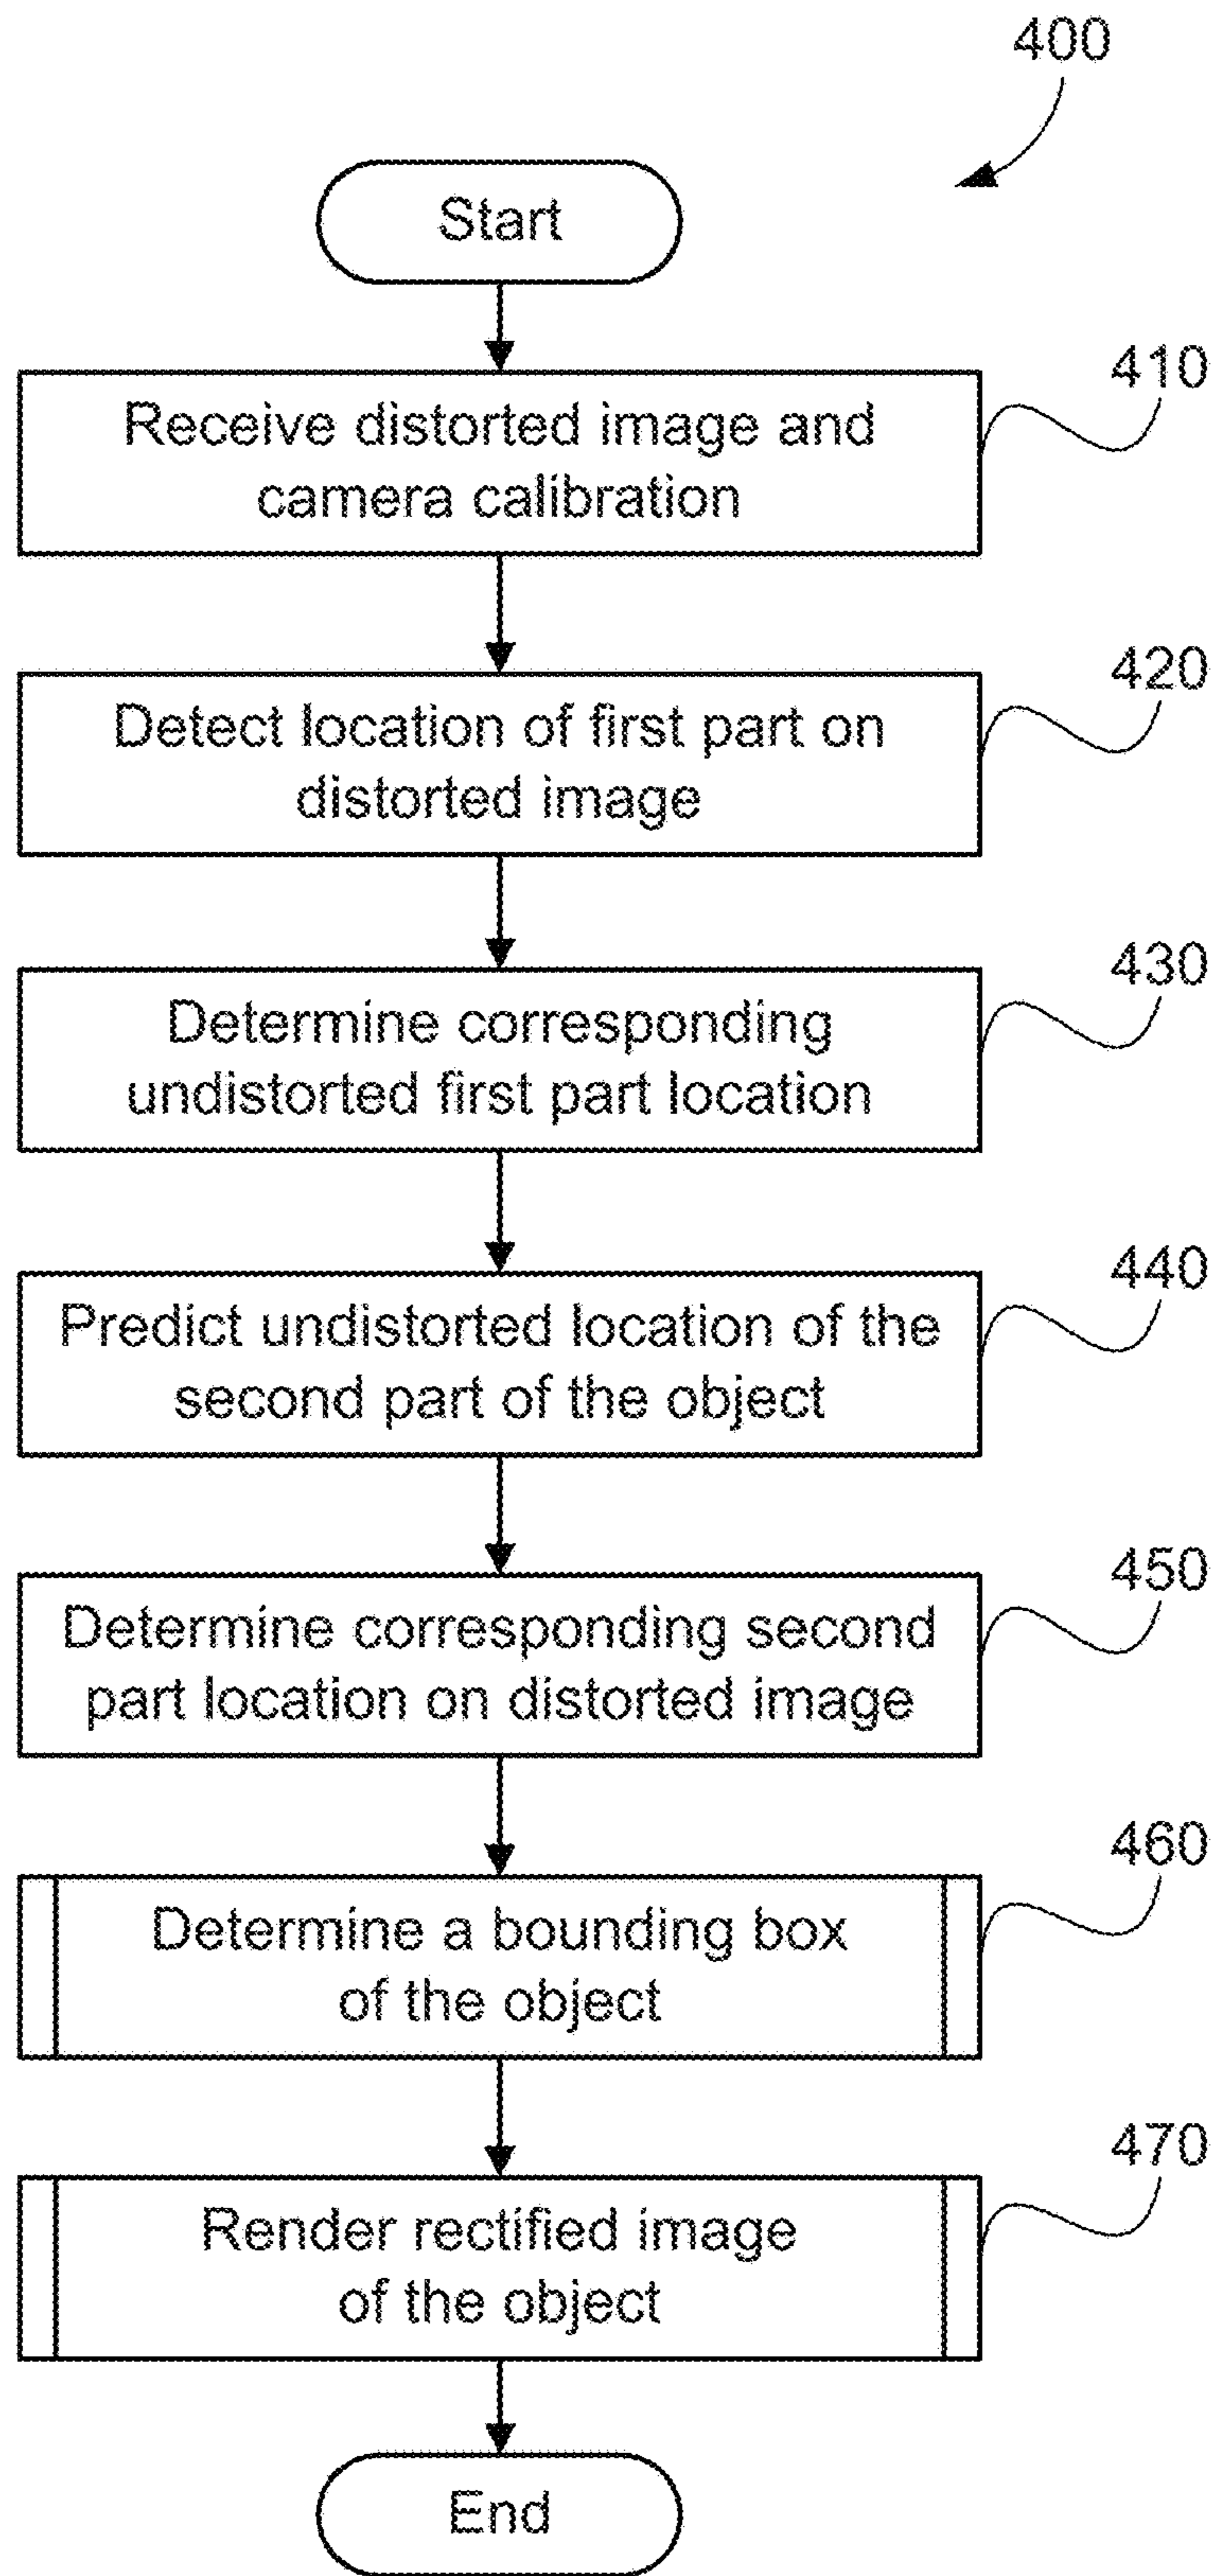 400
Start
410
Receive distorted image and
camera calibration
420
Detect location of first part on
distorted image
430
Determine corresponding
undistorted first part location
440
Predict undistorted location of the
second part of the object
450
Determine corresponding second
part location on distorted image
460
Determine a bounding box
of the object
470
Render rectified image
of the object
End